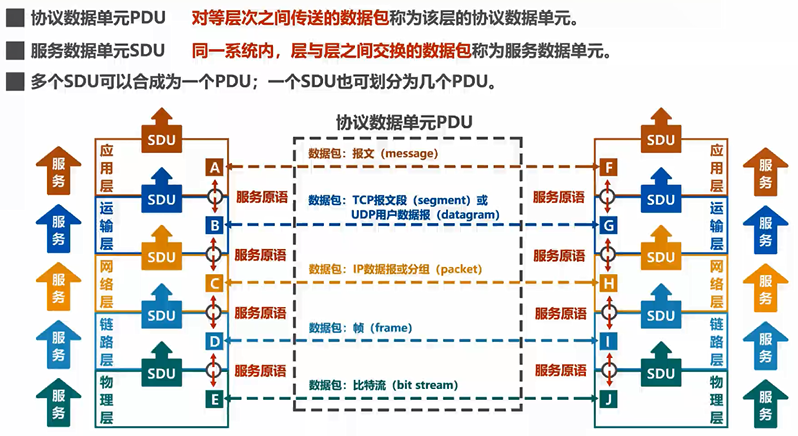 协议数据单元PDU 对等层次之间传送的数据包称为该层的协议数据单元。
服务数据单元SDU 同一系统内，层与层之间交换的数据包称为服务数据单元。
多个SDU可以合成为一个PDU；一个SDU也可划分为几个PDU。
协议数据单元PDU
服务
应用层
SDU
A
数据包：报文（message）
F
SDU
应用层
服务
服务原语
服务原语
服务
运输层
SDU
B
数据包：TCP报文段（segment）或
UDP用户数据报（datagram）
G
SDU
运输层
服务
服务原语
服务原语
服务
网络层
SDU
C
数据包：IP数据报或分组（packet）
H
SDU
网络层
服务
服务原语
服务原语
服务
链路层
SDU
D
数据包：帧（frame）
I
SDU
链路层
服务
服务原语
服务原语
服务
物理层
SDU
E
数据包：比特流（bit stream）
J
SDU
物理层
服务